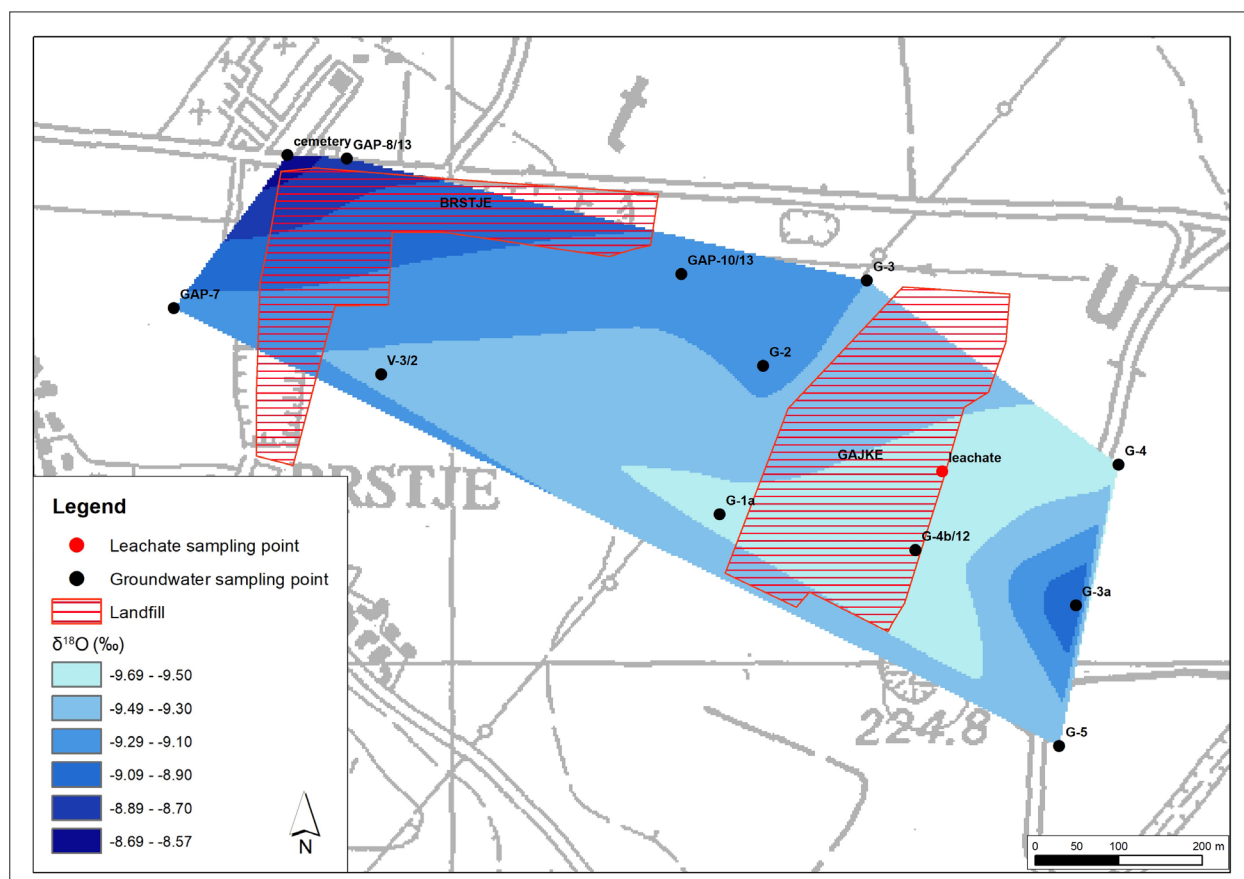 cemetery
GAP-8/13
BRSTJE
GAP-10/13
G-3
GAP-7
V-3/2
G-2
GAJKE
leachate
G-4
BRSTJE
G-1a
G-4b/12
G-3a
G-5
224.8
Legend
Leachate sampling point
Groundwater sampling point
Landfill
δ¹⁸O (‰)
-9.69 - -9.50
-9.49 - -9.30
-9.29 - -9.10
-9.09 - -8.90
-8.89 - -8.70
-8.69 - -8.57
N
0 50 100 200 m